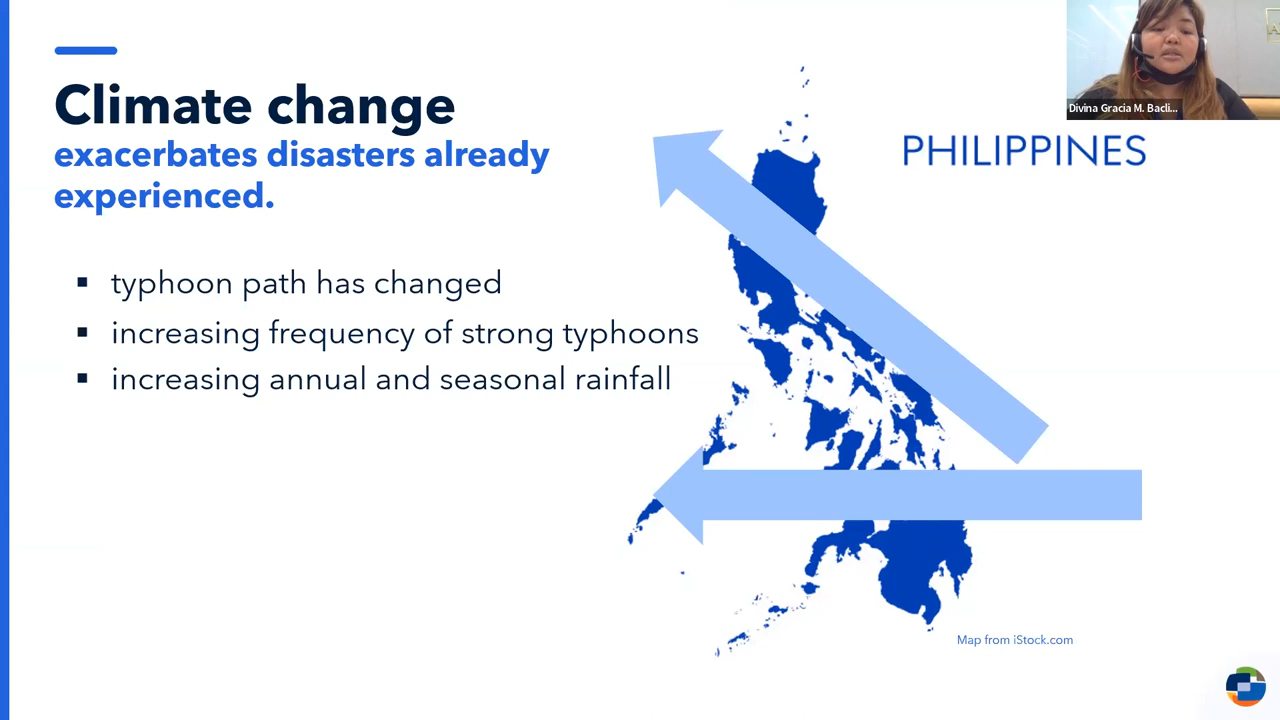 Climate change
exacerbates disasters already
experienced.
▪ typhoon path has changed
▪ increasing frequency of strong typhoons
▪ increasing annual and seasonal rainfall
PHILIPPINES
Map from iStock.com
Divina Gracia M. Bacli...